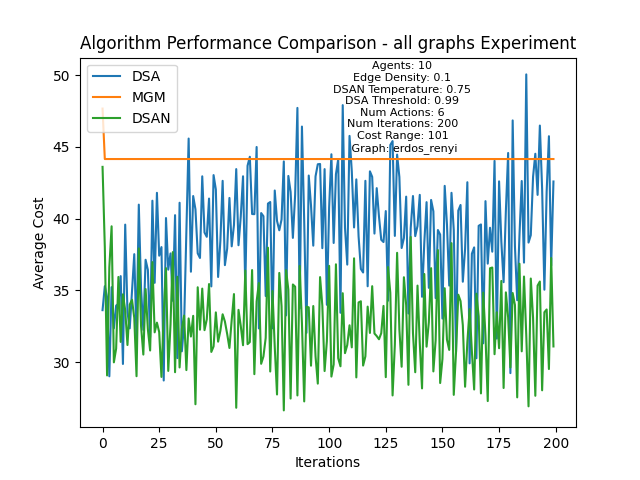 Algorithm Performance Comparison - all graphs Experiment
DSA
MGM
DSAN
Agents: 10
Edge Density: 0.1
DSAN Temperature: 0.75
DSA Threshold: 0.99
Num Actions: 6
Num Iterations: 200
Cost Range: 101
Graph: erdos_renyi
Average Cost
50
45
40
35
30
0 25 50 75 100 125 150 175 200
Iterations